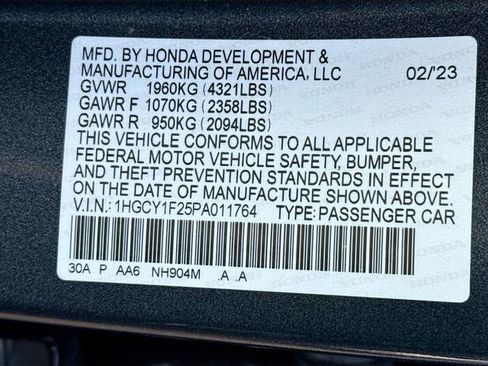 MFD. BY HONDA DEVELOPMENT &
MANUFACTURING OF AMERICA, LLC 02/'23
GVWR 1960KG (4321LBS)
GAWR F 1070KG (2358LBS)
GAWR R 950KG (2094LBS)
THIS VEHICLE CONFORMS TO ALL APPLICABLE
FEDERAL MOTOR VEHICLE SAFETY, BUMPER,
AND THEFT PREVENTION STANDARDS IN EFFECT
ON THE DATE OF MANUFACTURE SHOWN ABOVE.
V.I.N.: 1HGCY1F25PA011764 TYPE: PASSENGER CAR
30A P AA6 NH904M .A .A